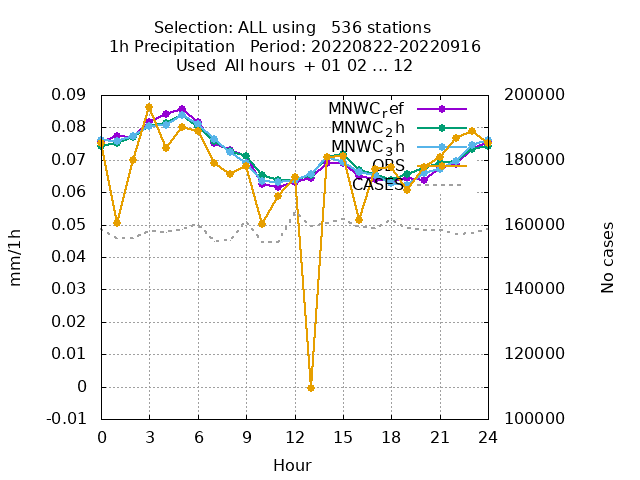 Selection: ALL using   536 stations
1h Precipitation   Period: 20220822-20220916
Used  All hours  + 01 02 ... 12
0.09
0.08
0.07
0.06
0.05
0.04
0.03
0.02
0.01
0
-0.01
mm/1h
200000
180000
160000
140000
120000
100000
No cases
MNWC_ref
MNWC_2h
MNWC_3h
OBS
CASES
0 3 6 9 12 15 18 21 24
Hour